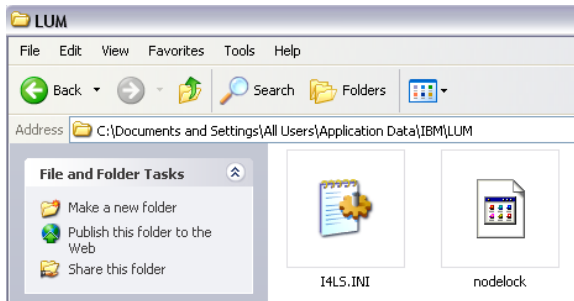 LUM
File Edit View Favorites Tools Help
Back Search Folders
Address C:\Documents and Settings\All Users\Application Data\IBM\LUM
File and Folder Tasks
Make a new folder
Publish this folder to the
Web
Share this folder
I4LS.INI nodelock